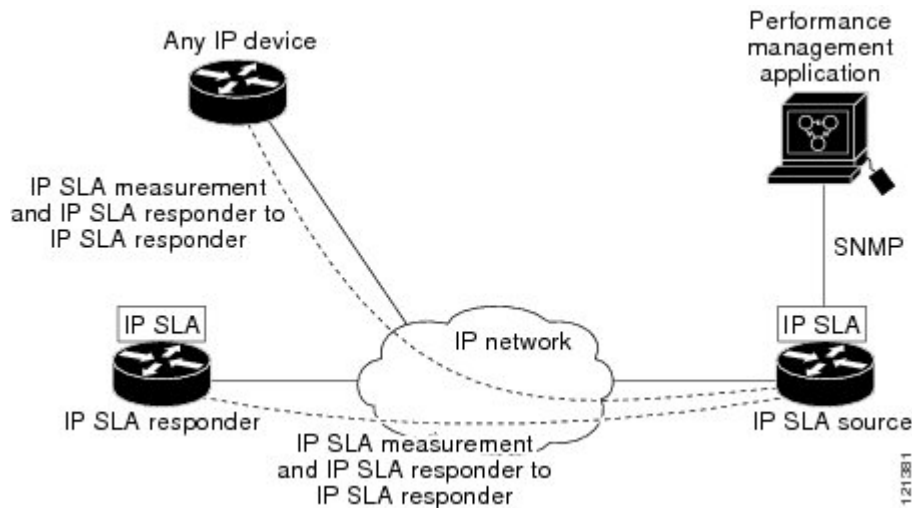 Any IP device
Performance
management
application
IP SLA measurement
and IP SLA responder to
IP SLA responder
SNMP
IP SLA
IP network
IP SLA
IP SLA responder
IP SLA source
IP SLA measurement
and IP SLA responder to
IP SLA responder
121381